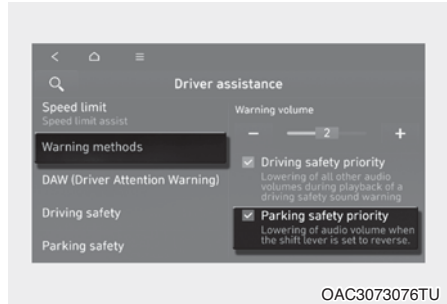 Driver assistance
Speed limit
Speed limit assist
Warning methods
DAW (Driver Attention Warning)
Driving safety
Parking safety
Warning volume
− 2 +
Driving safety priority
Lowering of all other audio
volumes during playback of a
driving safety sound warning
Parking safety priority
Lowering of audio volume when
the shift lever is set to reverse.
OAC3073076TU